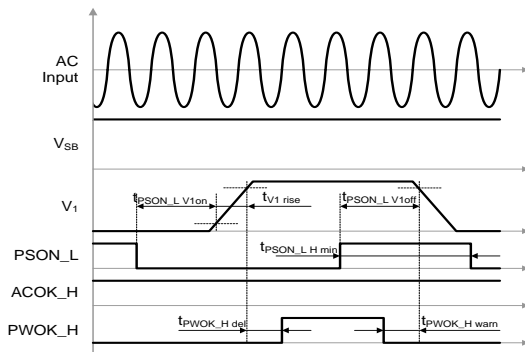 AC
Input
VSB
V1
tPSON_L V1on
tV1 rise
tPSON_L V1off
PSON_L
tPSON_L H min
ACOK_H
PWOK_H
tPWOK_H del
tPWOK_H warn